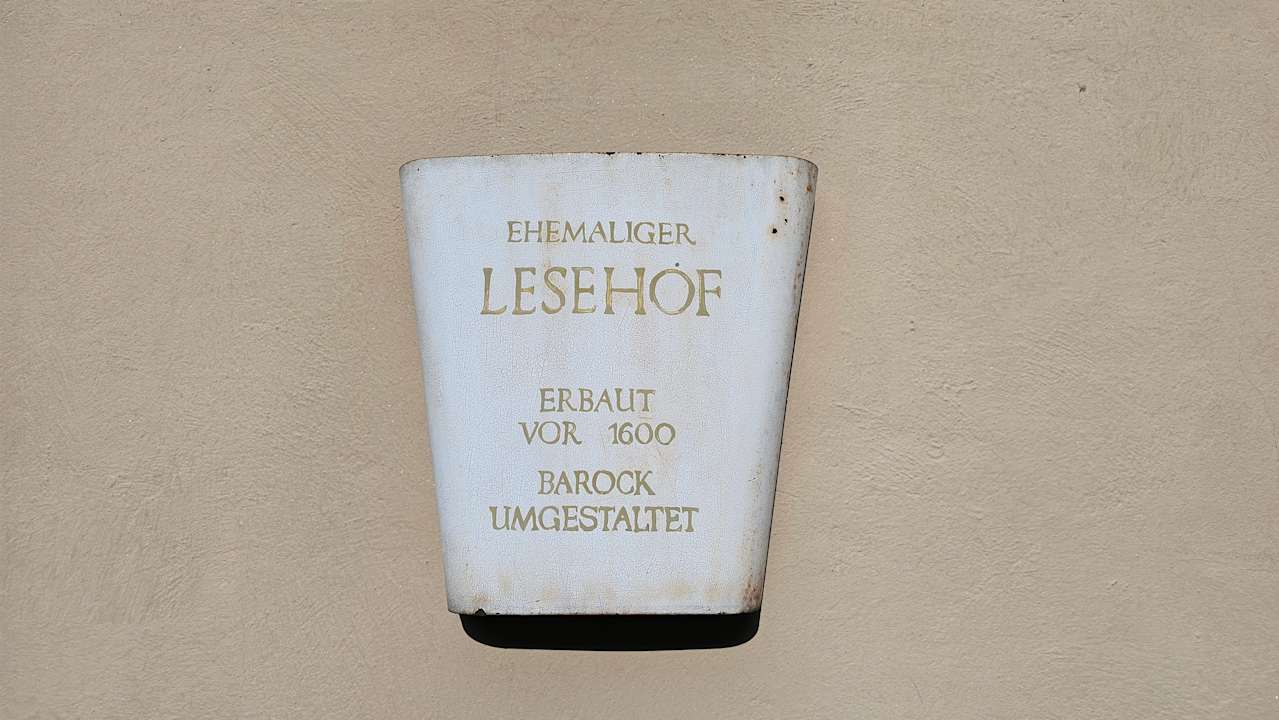 EHEMALIGER
LESEHOF
ERBAUT
VOR 1600
BAROCK
UMGESTALTET